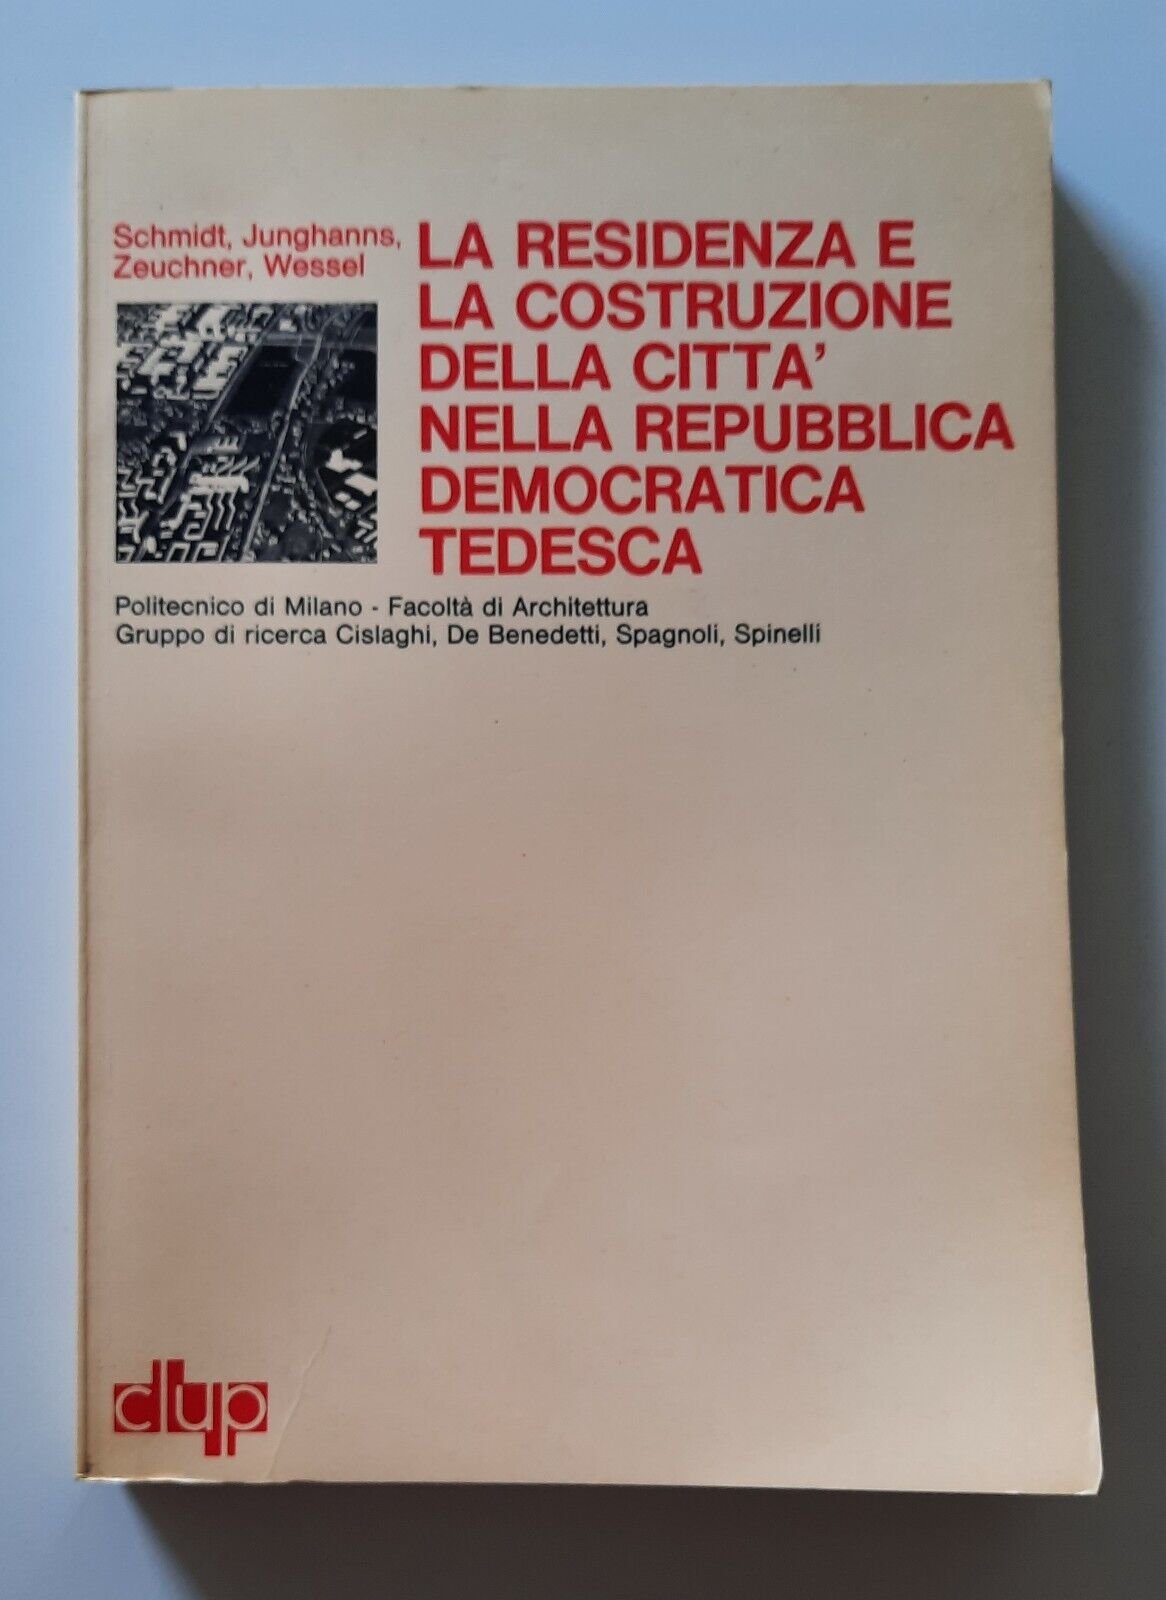 Schmidt, Junghanns,
Zeuchner, Wessel
LA RESIDENZA E
LA COSTRUZIONE
DELLA CITTA'
NELLA REPUBBLICA
DEMOCRATICA
TEDESCA
Politecnico di Milano - Facoltà di Architettura
Gruppo di ricerca Cislaghi, De Benedetti, Spagnoli, Spinelli
clup